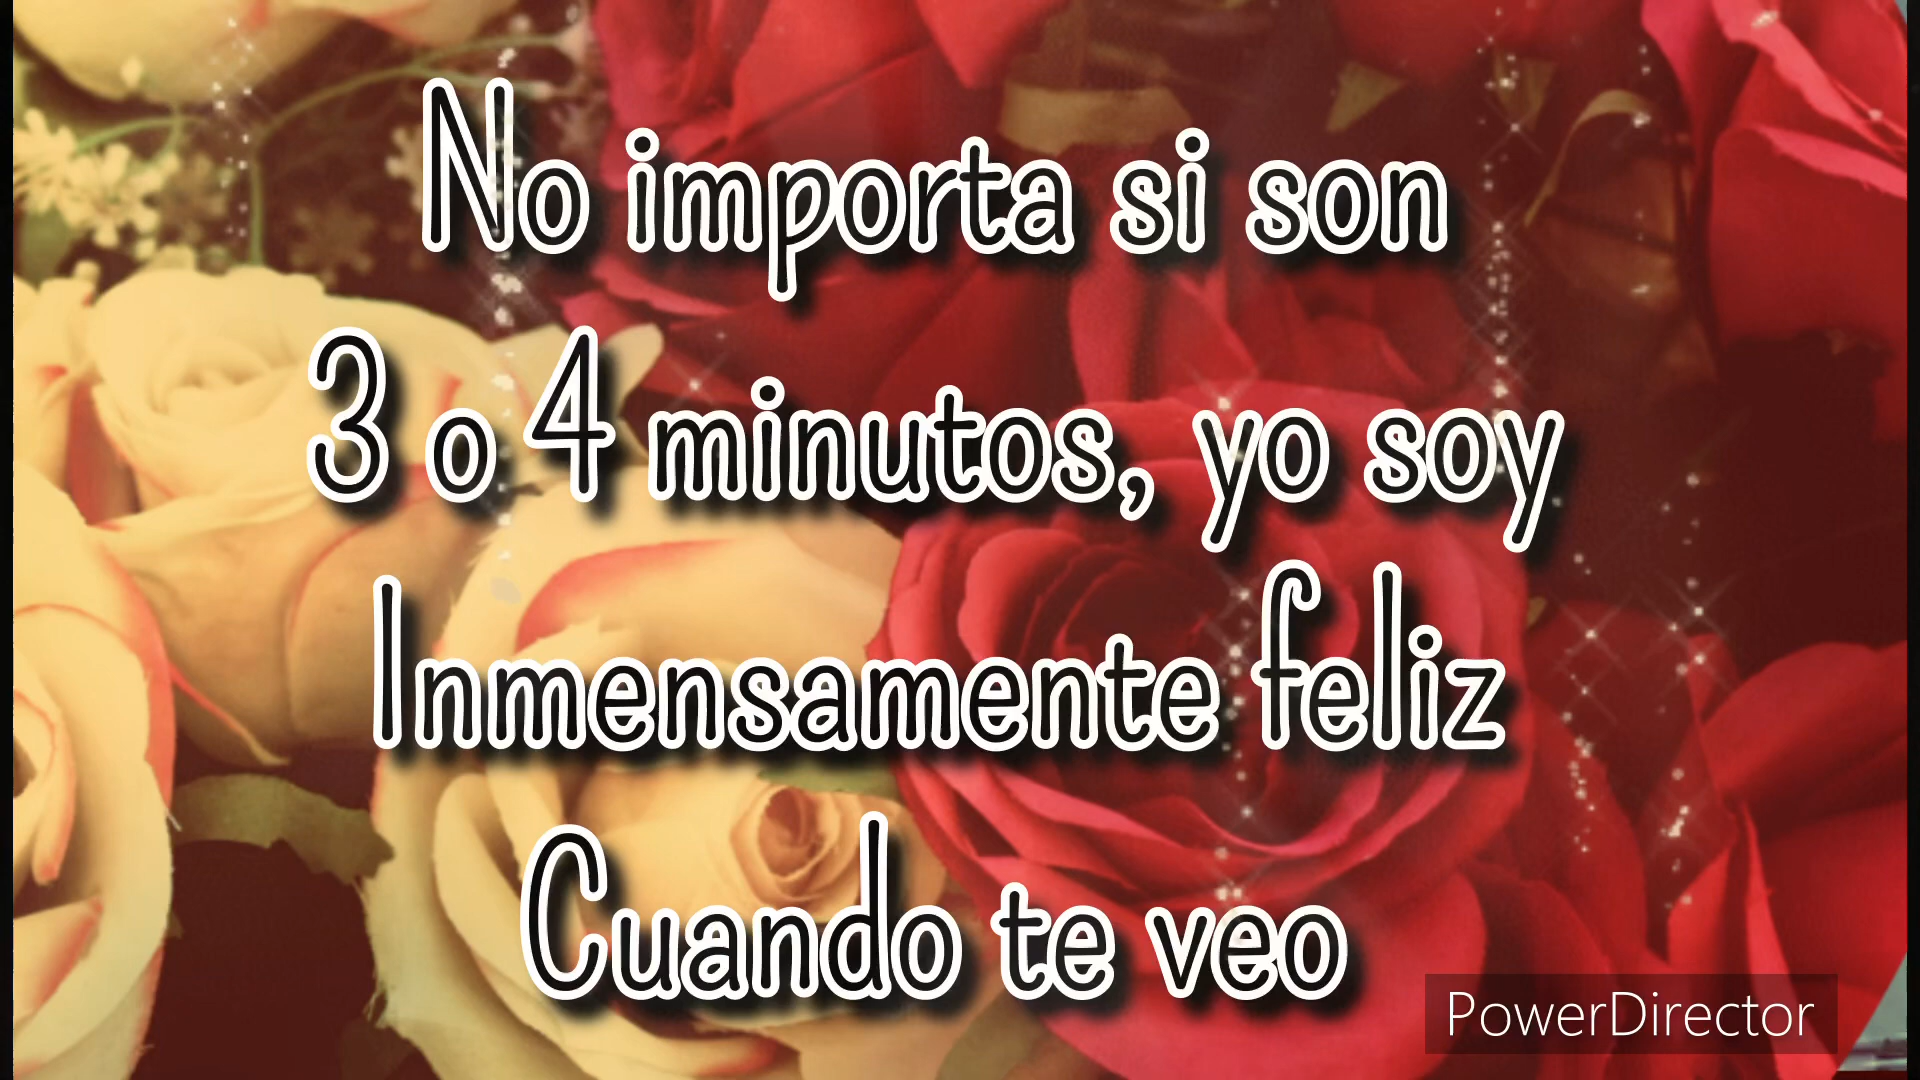 No importa si son
3 o 4 minutos, yo soy
Inmensamente feliz
Cuando te veo
PowerDirector